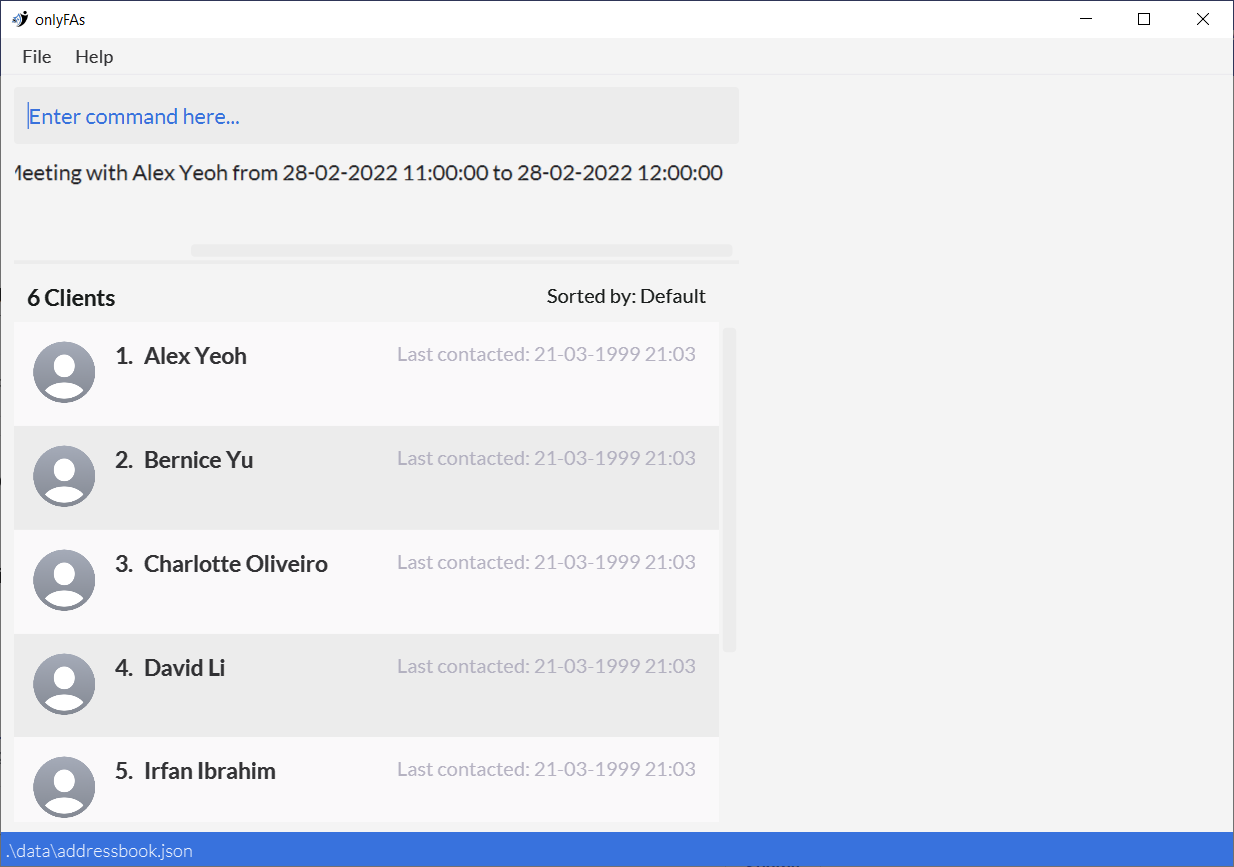 onlyFAs
File Help
Enter command here...
Meeting with Alex Yeoh from 28-02-2022 11:00:00 to 28-02-2022 12:00:00
6 Clients Sorted by: Default
1. Alex Yeoh Last contacted: 21-03-1999 21:03
2. Bernice Yu Last contacted: 21-03-1999 21:03
3. Charlotte Oliveiro Last contacted: 21-03-1999 21:03
4. David Li Last contacted: 21-03-1999 21:03
5. Irfan Ibrahim Last contacted: 21-03-1999 21:03
.\data\addressbook.json